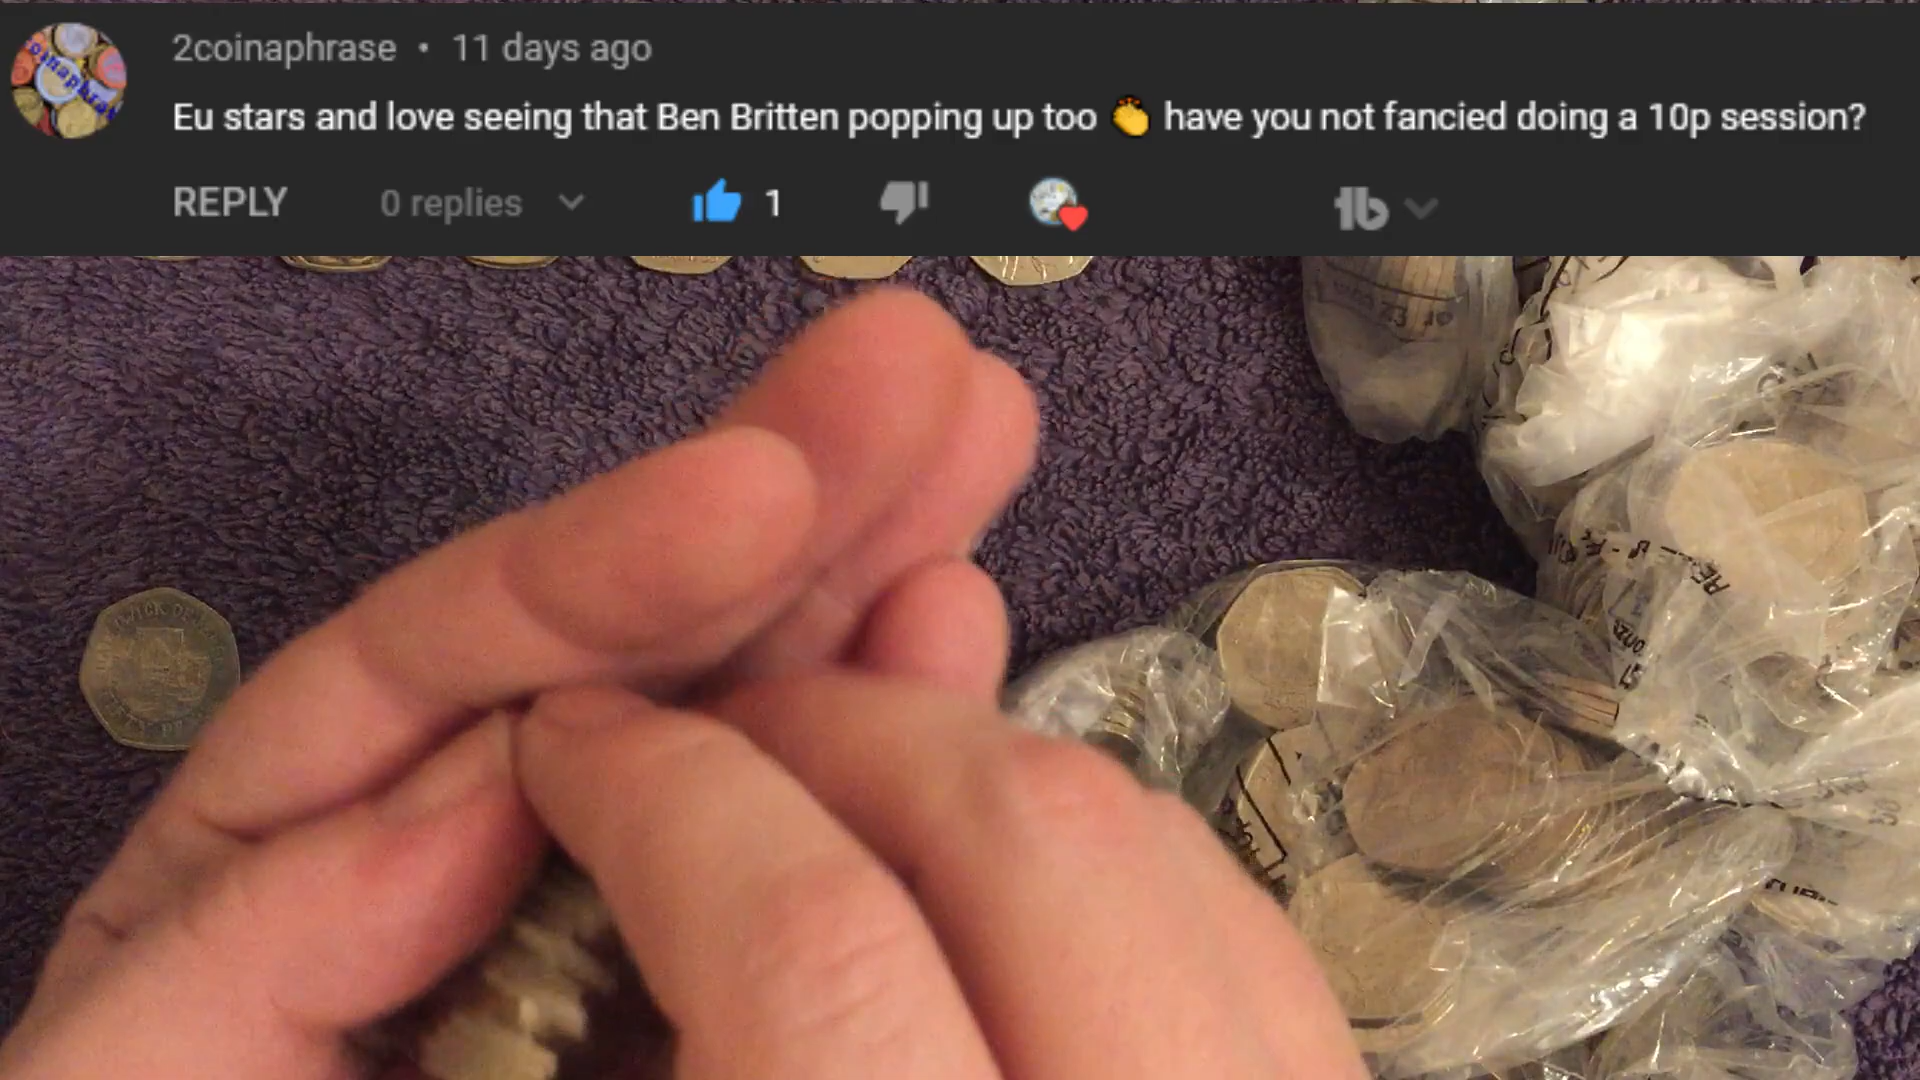 2coinaphrase • 11 days ago
Eu stars and love seeing that Ben Britten popping up too 👏 have you not fancied doing a 10p session?
REPLY 0 replies 1